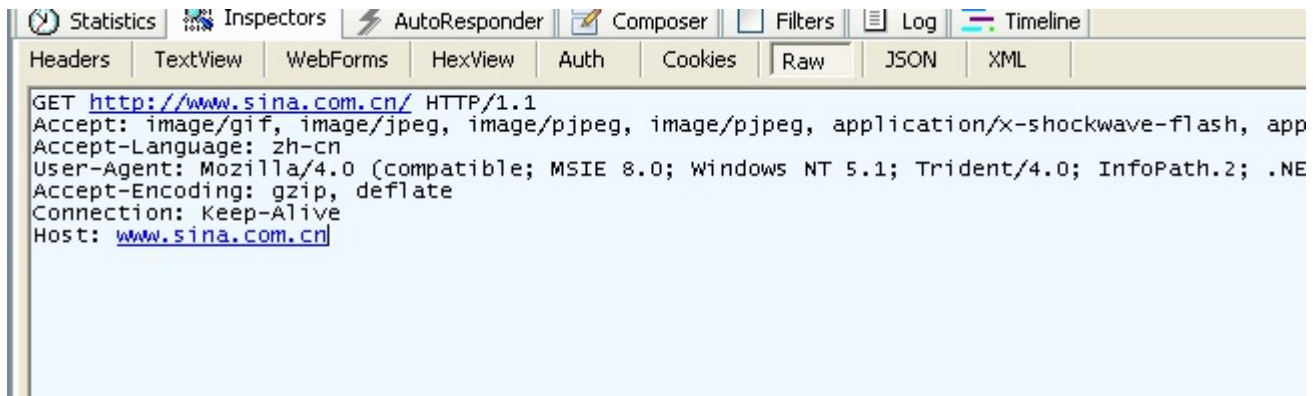 Statistics Inspectors AutoResponder Composer Filters Log Timeline
Headers TextView WebForms HexView Auth Cookies Raw JSON XML
GET http://www.sina.com.cn/ HTTP/1.1
Accept: image/gif, image/jpeg, image/pjpeg, image/pjpeg, application/x-shockwave-flash, app
Accept-Language: zh-cn
User-Agent: Mozilla/4.0 (compatible; MSIE 8.0; Windows NT 5.1; Trident/4.0; InfoPath.2; .NE
Accept-Encoding: gzip, deflate
Connection: Keep-Alive
Host: www.sina.com.cn